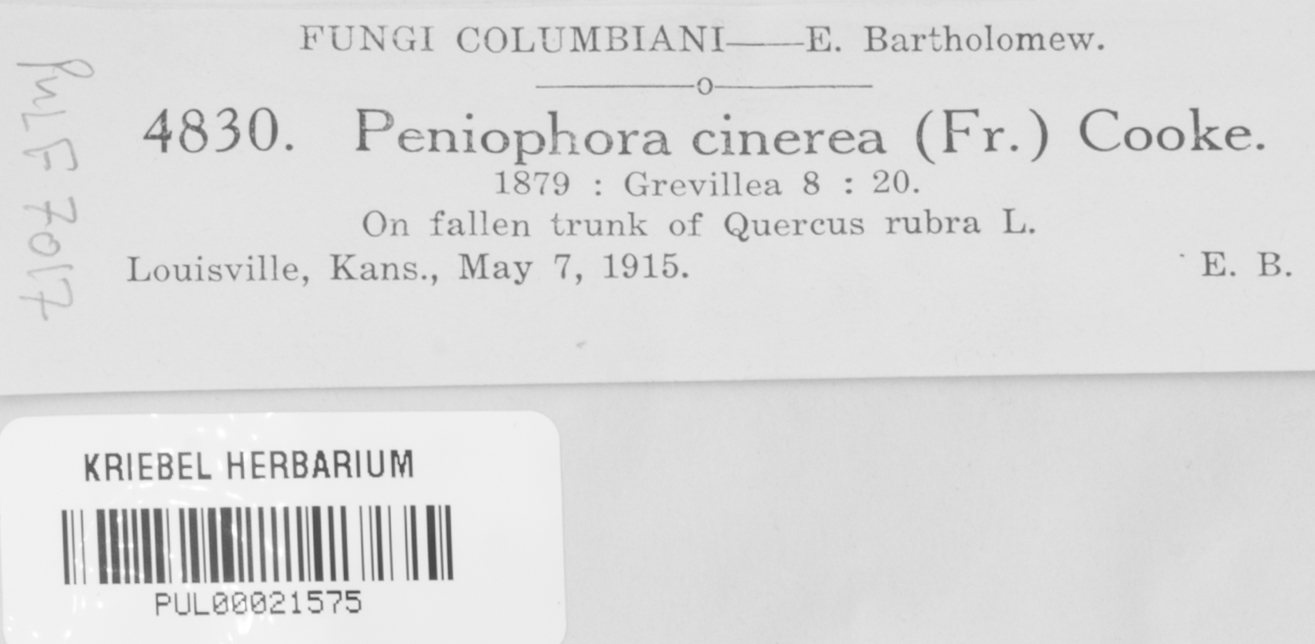 FUNGI COLUMBIANI——E. Bartholomew.
4830. Peniophora cinerea (Fr.) Cooke.
1879 : Grevillea 8 : 20.
On fallen trunk of Quercus rubra L.
Louisville, Kans., May 7, 1915. E. B.
PUL F 7017
KRIEBEL HERBARIUM
PUL00021575